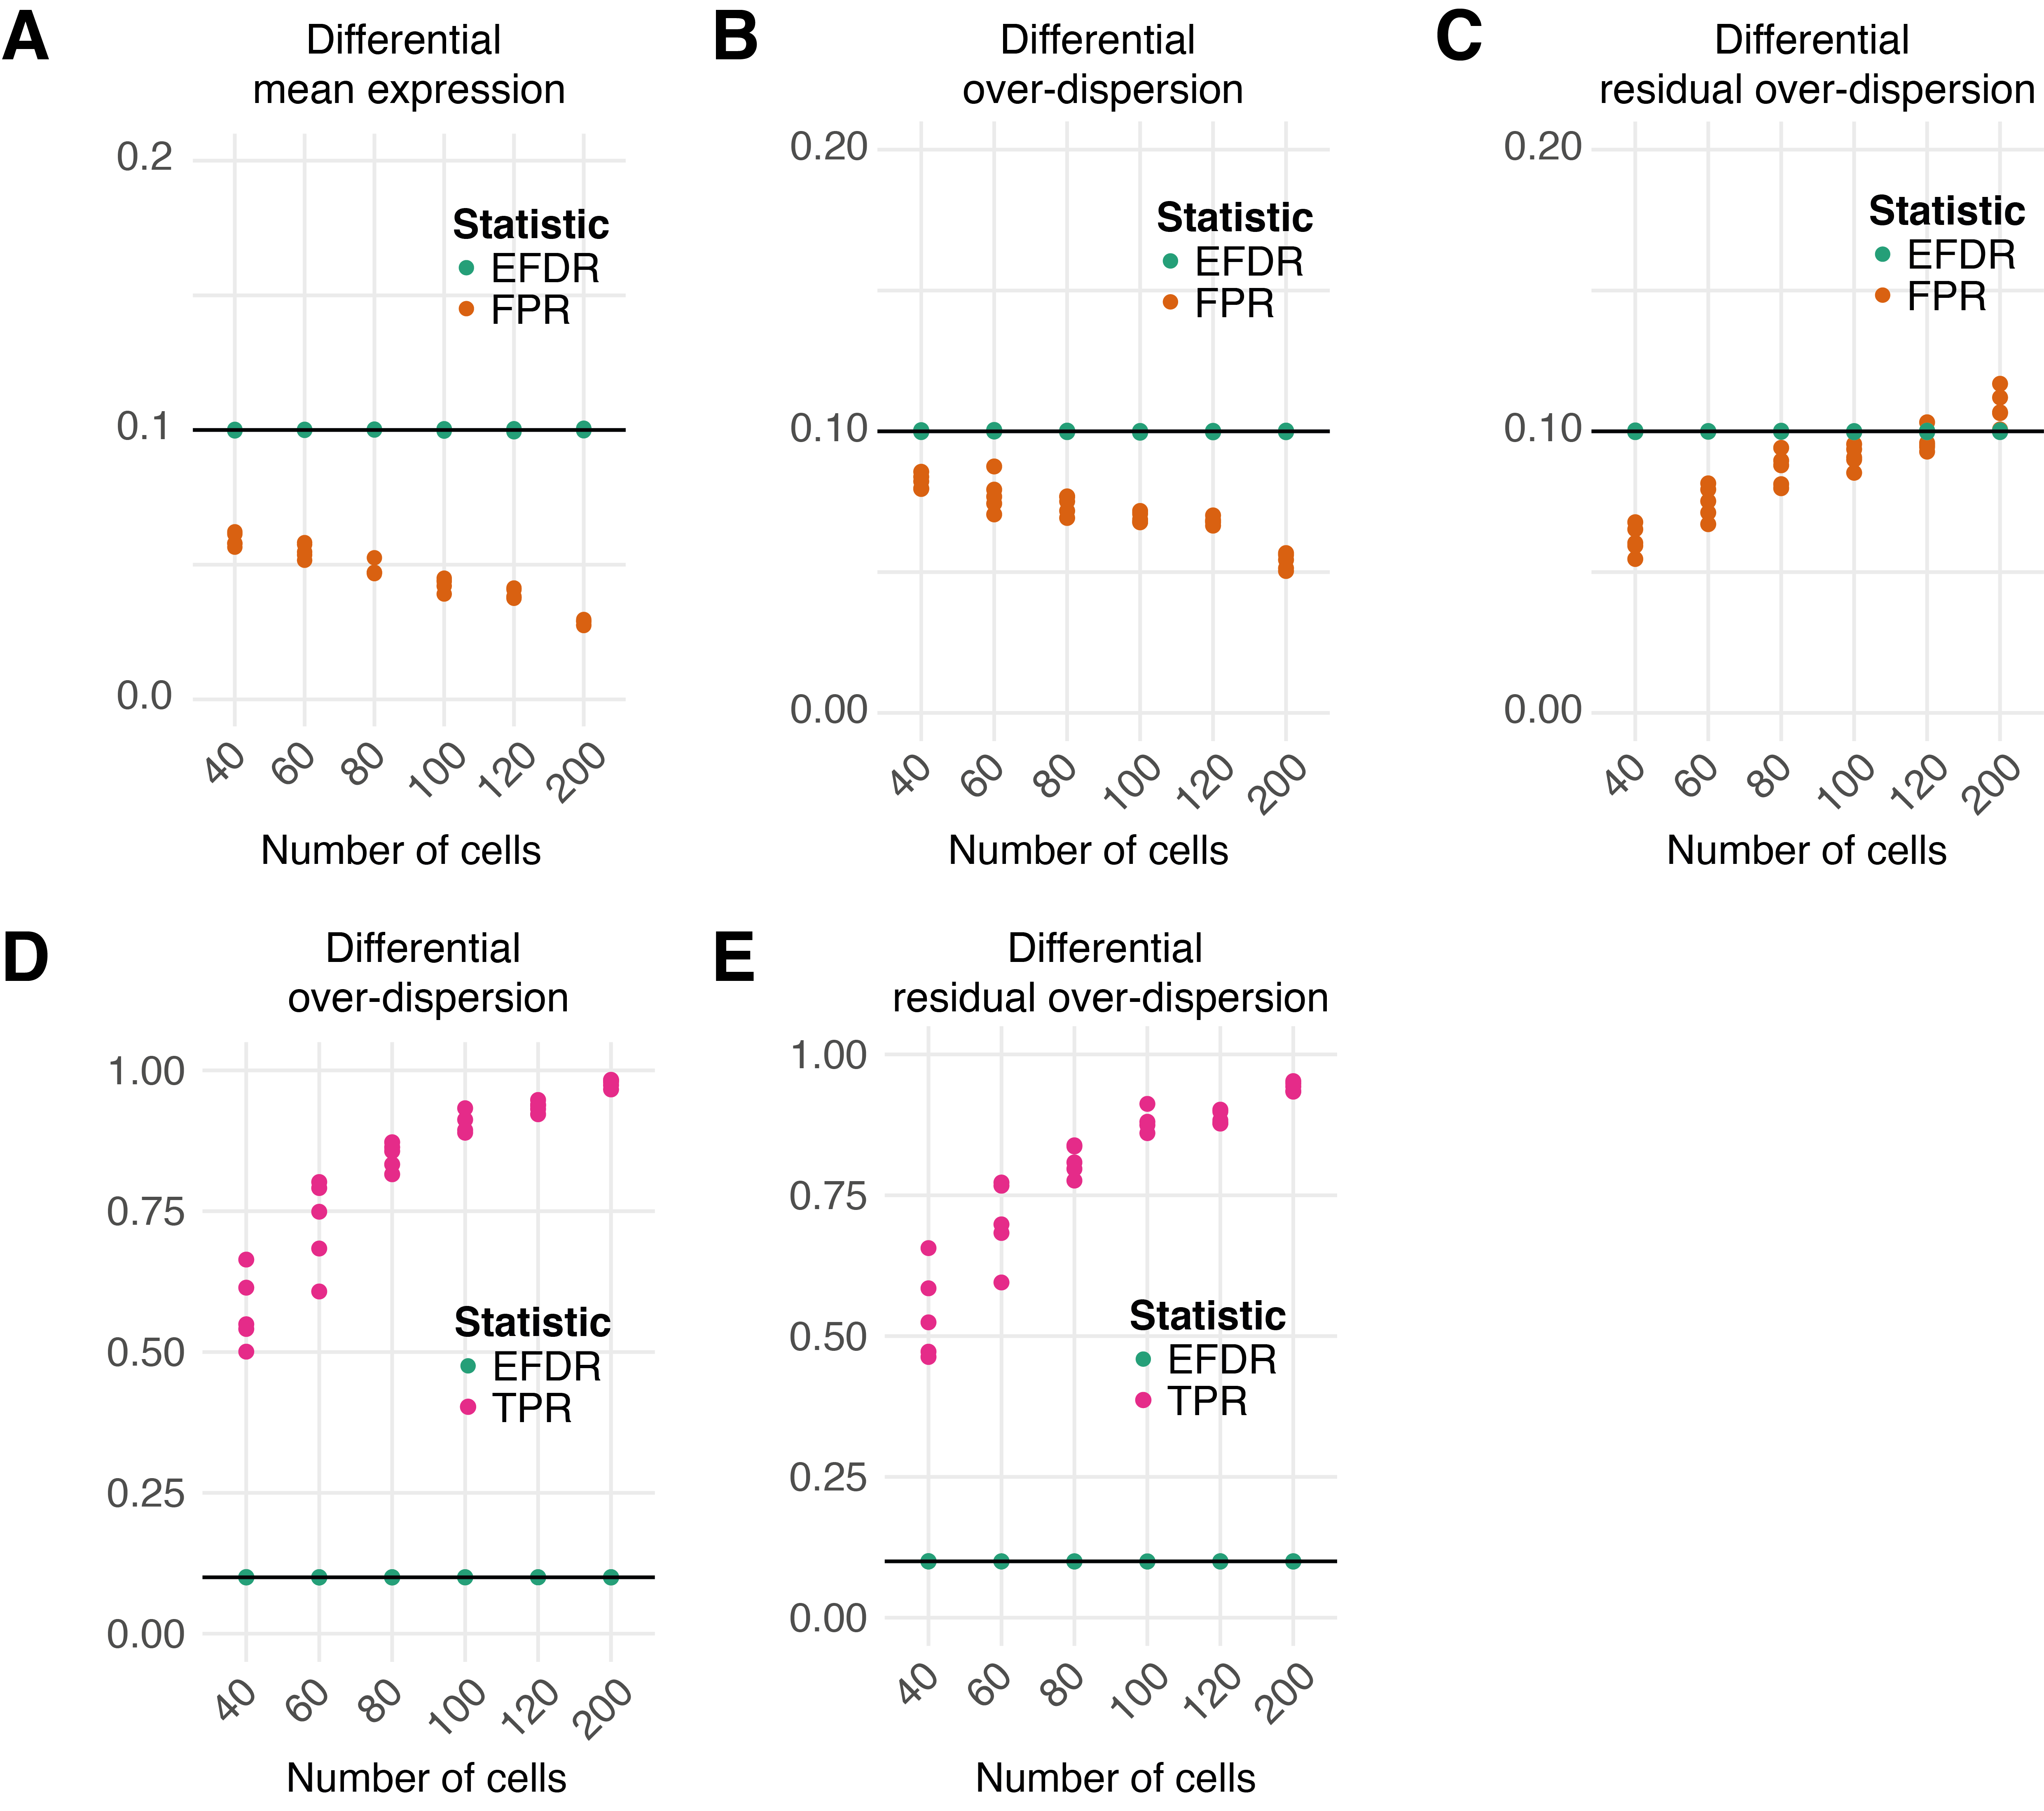 A
Differential
mean expression
0.2
0.1
0.0
Statistic
EFDR
FPR
40 60 80 100 120 200
Number of cells
B
Differential
over-dispersion
0.20
0.10
0.00
Statistic
EFDR
FPR
40 60 80 100 120 200
Number of cells
C
Differential
residual over-dispersion
0.20
0.10
0.00
Statistic
EFDR
FPR
40 60 80 100 120 200
Number of cells
D
Differential
over-dispersion
1.00
0.75
0.50
0.25
0.00
Statistic
EFDR
TPR
40 60 80 100 120 200
Number of cells
E
Differential
residual over-dispersion
1.00
0.75
0.50
0.25
0.00
Statistic
EFDR
TPR
40 60 80 100 120 200
Number of cells